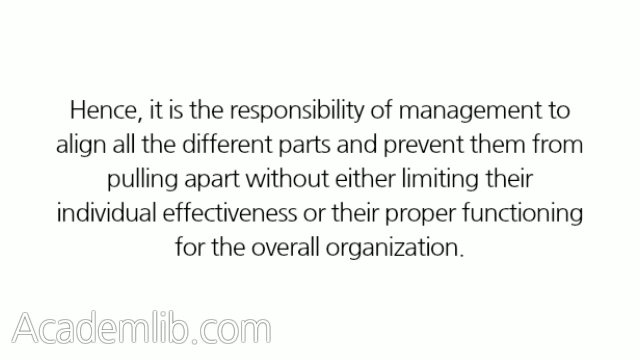 Hence, it is the responsibility of management to
align all the different parts and prevent them from
pulling apart without either limiting their
individual effectiveness or their proper functioning
for the overall organization.
Academlib.com